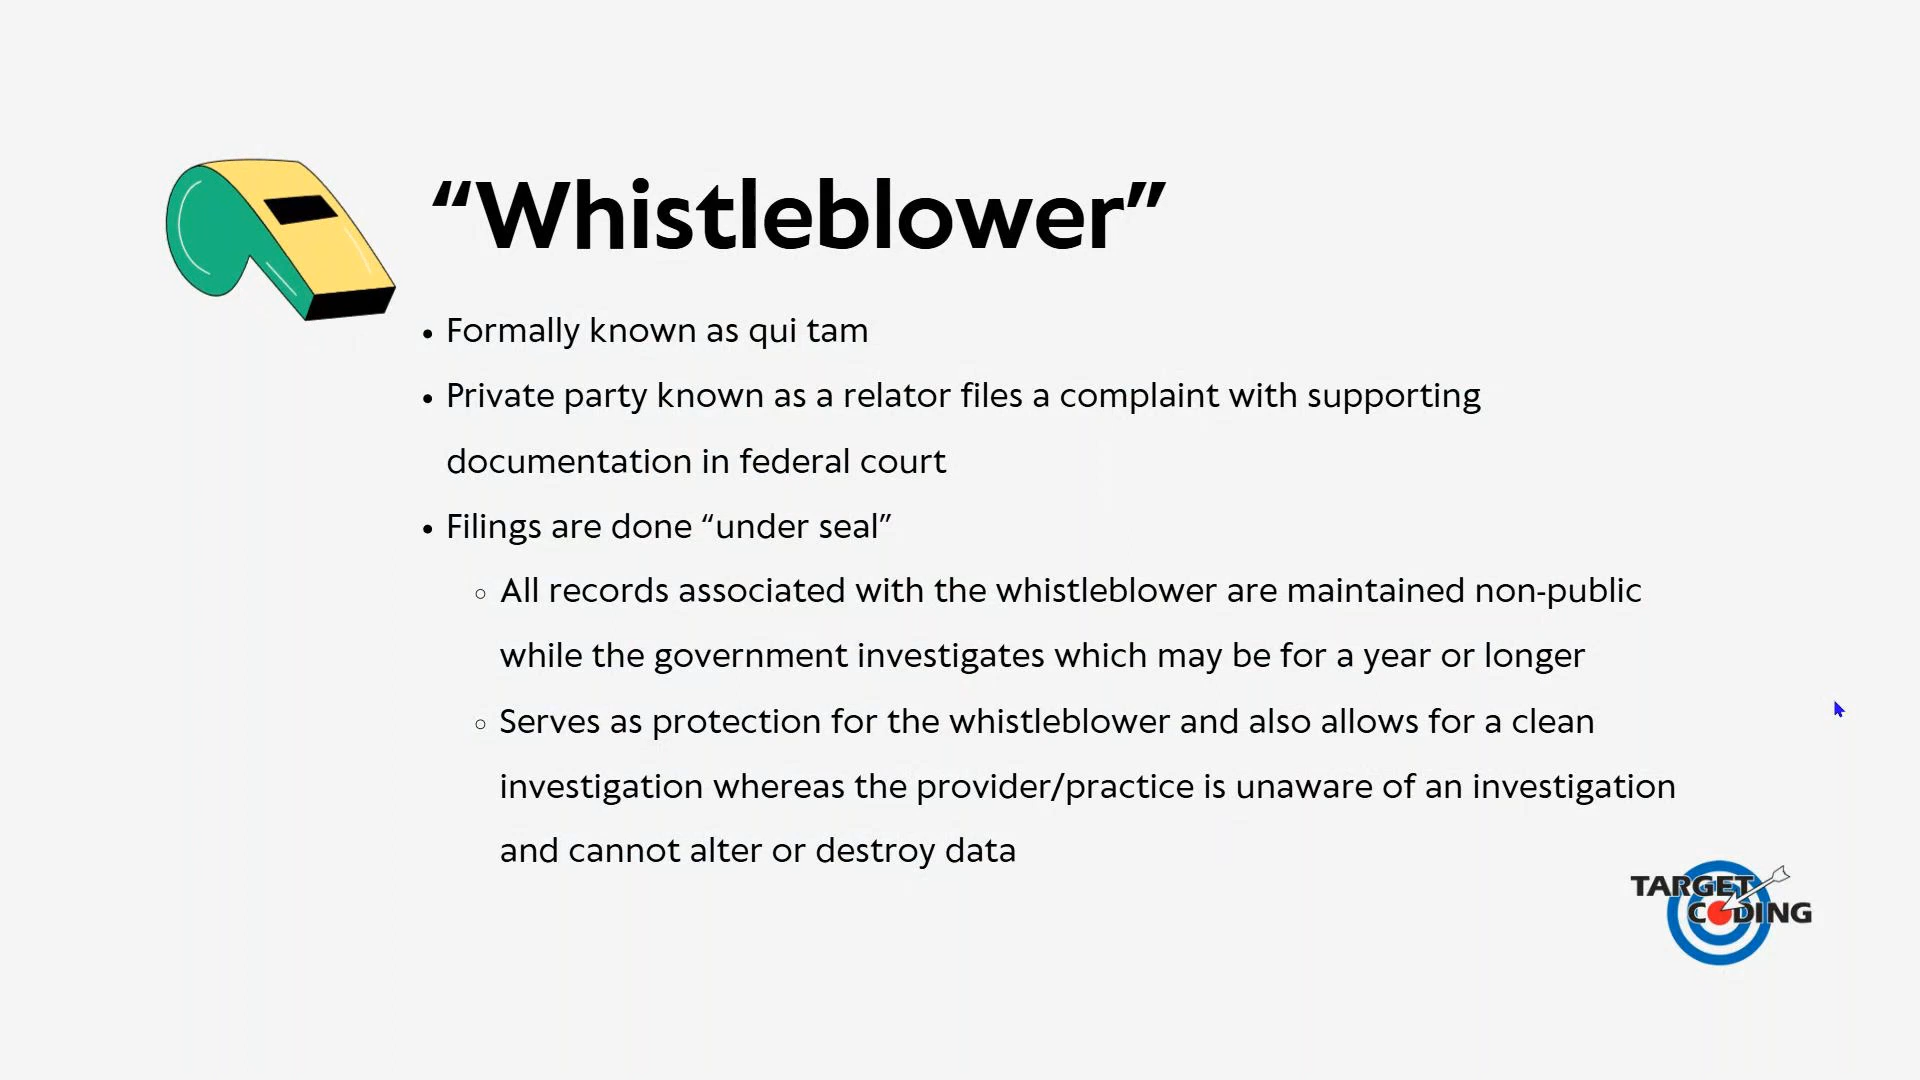 “Whistleblower”
• Formally known as qui tam
• Private party known as a relator files a complaint with supporting
documentation in federal court
• Filings are done “under seal”
◦ All records associated with the whistleblower are maintained non-public
while the government investigates which may be for a year or longer
◦ Serves as protection for the whistleblower and also allows for a clean
investigation whereas the provider/practice is unaware of an investigation
and cannot alter or destroy data
TARGET
CODING